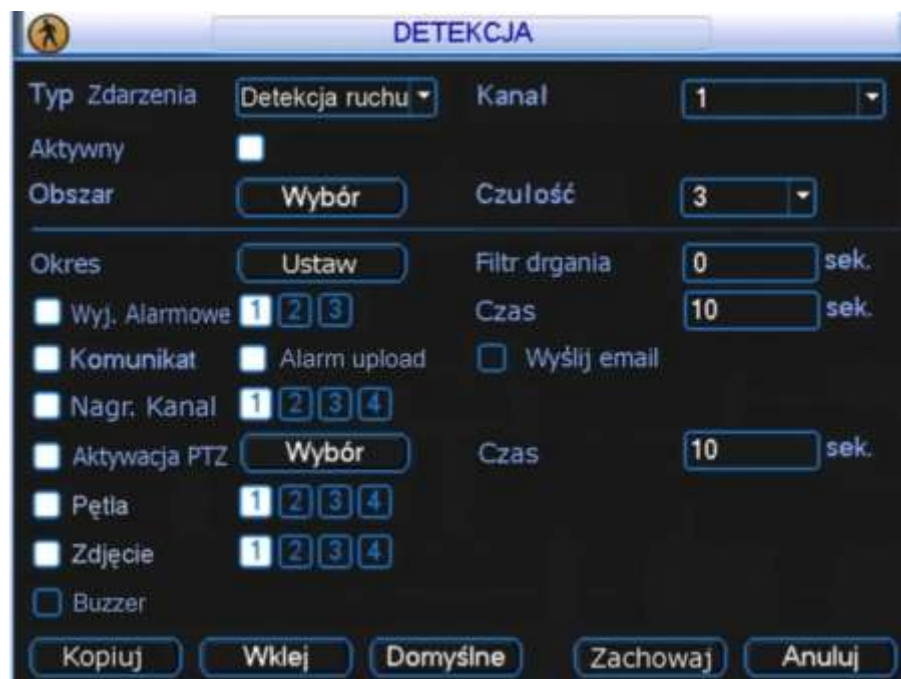 DETEKCJA
Typ Zdarzenia Detekcja ruchu Kanał 1
Aktywny
Obszar Wybór Czułość 3
Okres Ustaw Filtr drgania 0 sek.
Wyj. Alarmowe 1 2 3 Czas 10 sek.
Komunikat Alarm upload Wyślij email
Nagr. Kanal 1 2 3 4
Aktywacja PTZ Wybór Czas 10 sek.
Pętla 1 2 3 4
Zdjęcie 1 2 3 4
Buzzer
Kopiuj Wklej Domyślne Zachowaj Anuluj